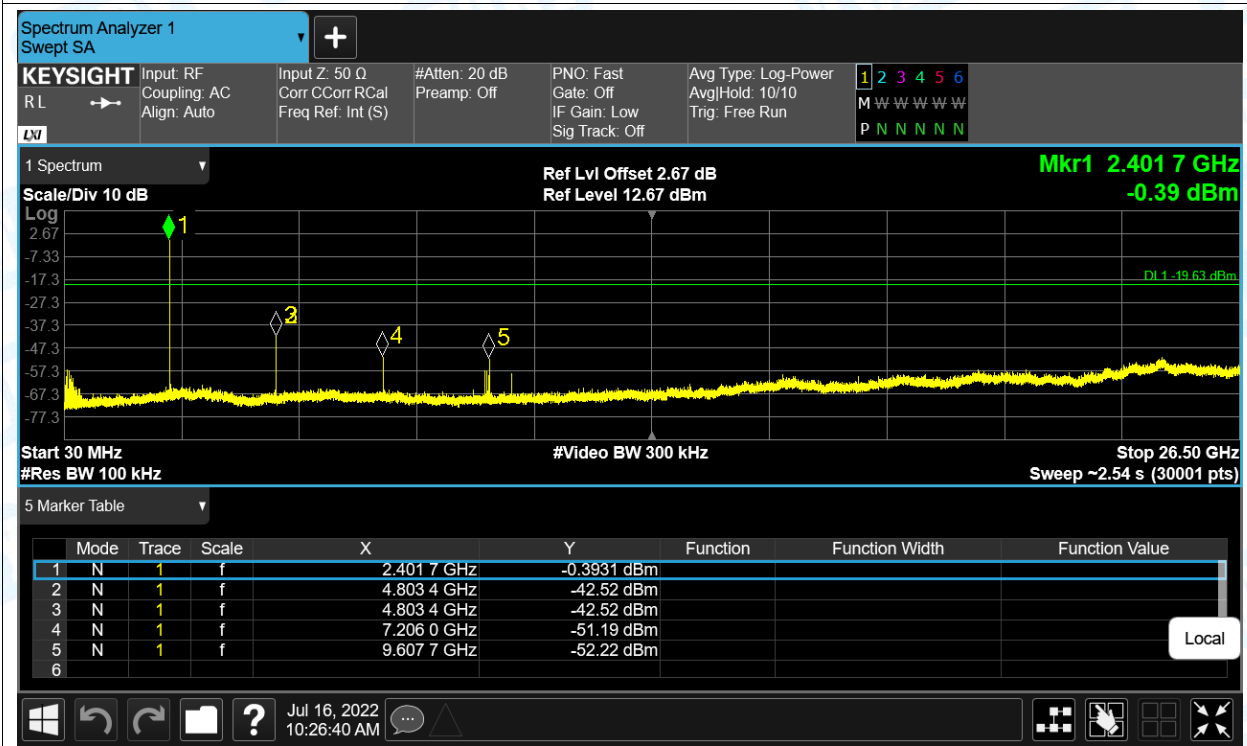 Spectrum Analyzer 1
Swept SA
KEYSIGHT Input: RF Input Z: 50 Ω #Atten: 20 dB PNO: Fast Avg Type: Log-Power 1 2 3 4 5 6
RL Coupling: AC Corr CCorr RCal Preamp: Off Gate: Off Avg|Hold: 10/10 M W W W W W W
Align: Auto Freq Ref: Int (S) IF Gain: Low Trig: Free Run
LXI Sig Track: Off P N N N N N
1 Spectrum Ref Lvl Offset 2.67 dB Mkr1 2.401 7 GHz
Scale/Div 10 dB Ref Level 12.67 dBm -0.39 dBm
Log
1
2.67
-7.33
-17.3 DL1 -19.63 dBm
-27.3
2 3
-37.3
4 5
-47.3
-57.3
-67.3
-77.3
Start 30 MHz #Video BW 300 kHz Stop 26.50 GHz
#Res BW 100 kHz Sweep ~2.54 s (30001 pts)
5 Marker Table
Mode Trace Scale X Y Function Function Width Function Value
1 N 1 f 2.401 7 GHz -0.3931 dBm
2 N 1 f 4.803 4 GHz -42.52 dBm
3 N 1 f 4.803 4 GHz -42.52 dBm
4 N 1 f 7.206 0 GHz -51.19 dBm
5 N 1 f 9.607 7 GHz -52.22 dBm
6
Local
? Jul 16, 2022
10:26:40 AM